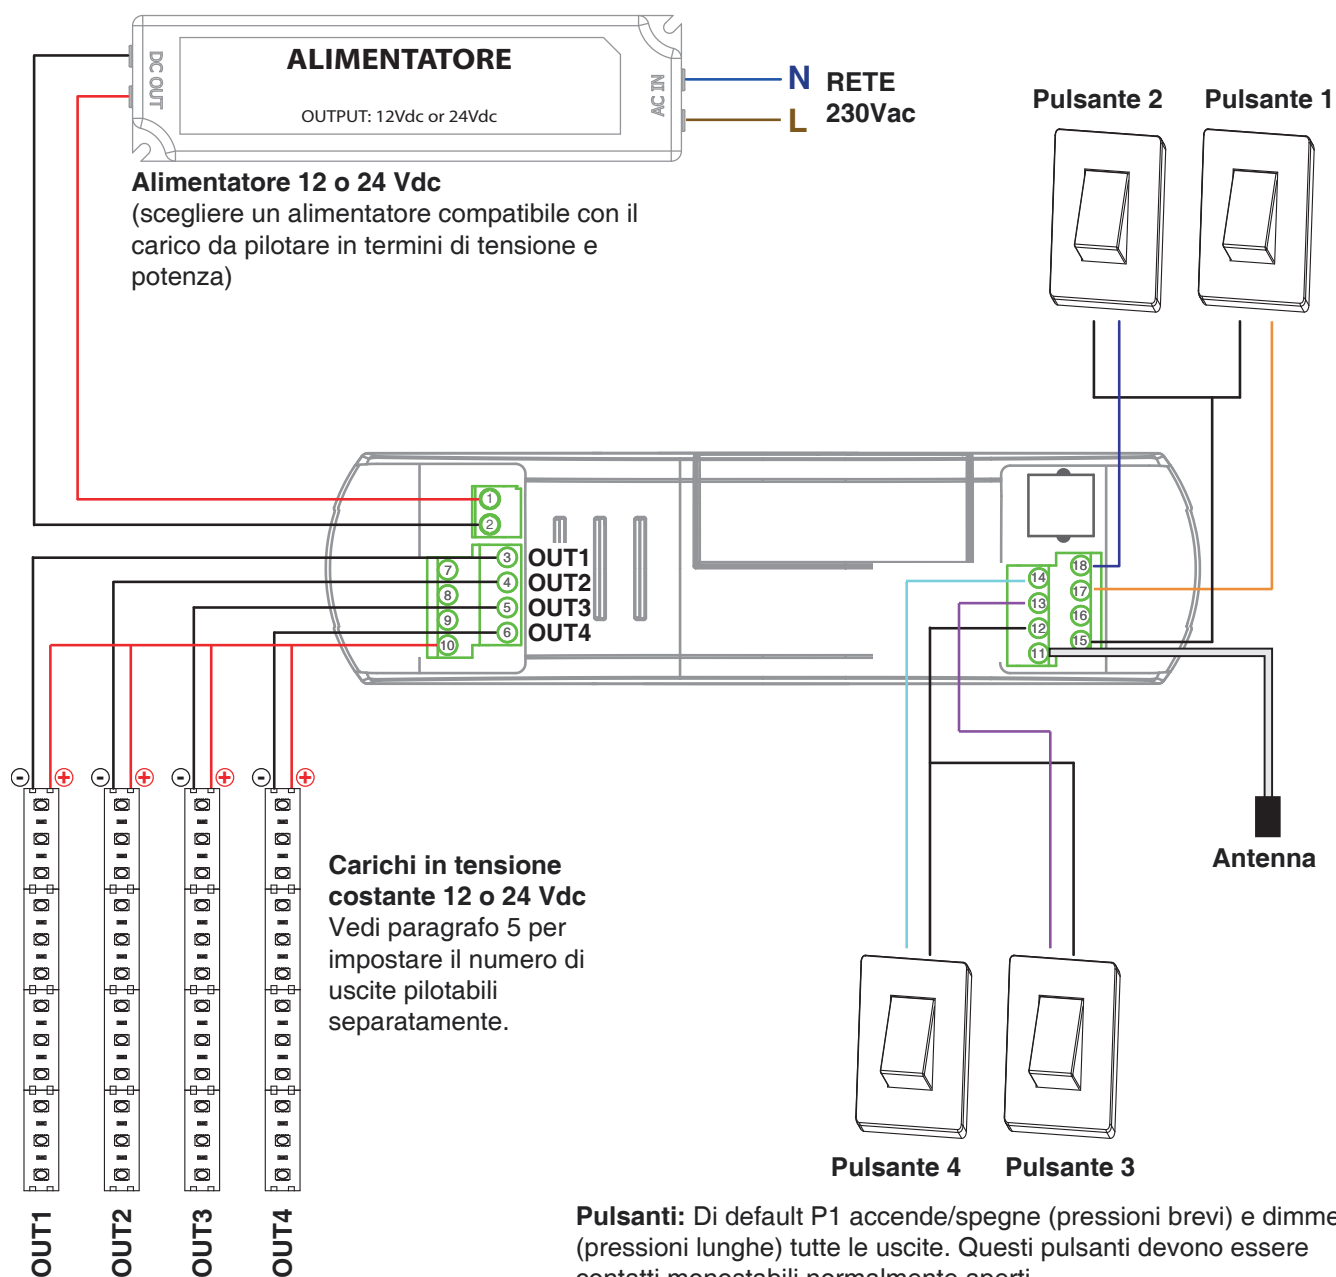 ALIMENTATORE
OUTPUT: 12Vdc or 24Vdc
DC OUT
AC IN
N
L
RETE
230Vac
Alimentatore 12 o 24 Vdc
(scegliere un alimentatore compatibile con il
carico da pilotare in termini di tensione e
potenza)
Pulsante 2
Pulsante 1
1
2
3
4
5
6
7
8
9
10
OUT1
OUT2
OUT3
OUT4
14
13
12
11
18
17
16
15
Antenna
- +
- +
- +
- +
Carichi in tensione
costante 12 o 24 Vdc
Vedi paragrafo 5 per
impostare il numero di
uscite pilotabili
separatamente.
OUT1
OUT2
OUT3
OUT4
Pulsante 4
Pulsante 3
Pulsanti: Di default P1 accende/spegne (pressioni brevi) e dimme
(pressioni lunghe) tutte le uscite. Questi pulsanti devono essere
contatti monostabili normalmente aperti